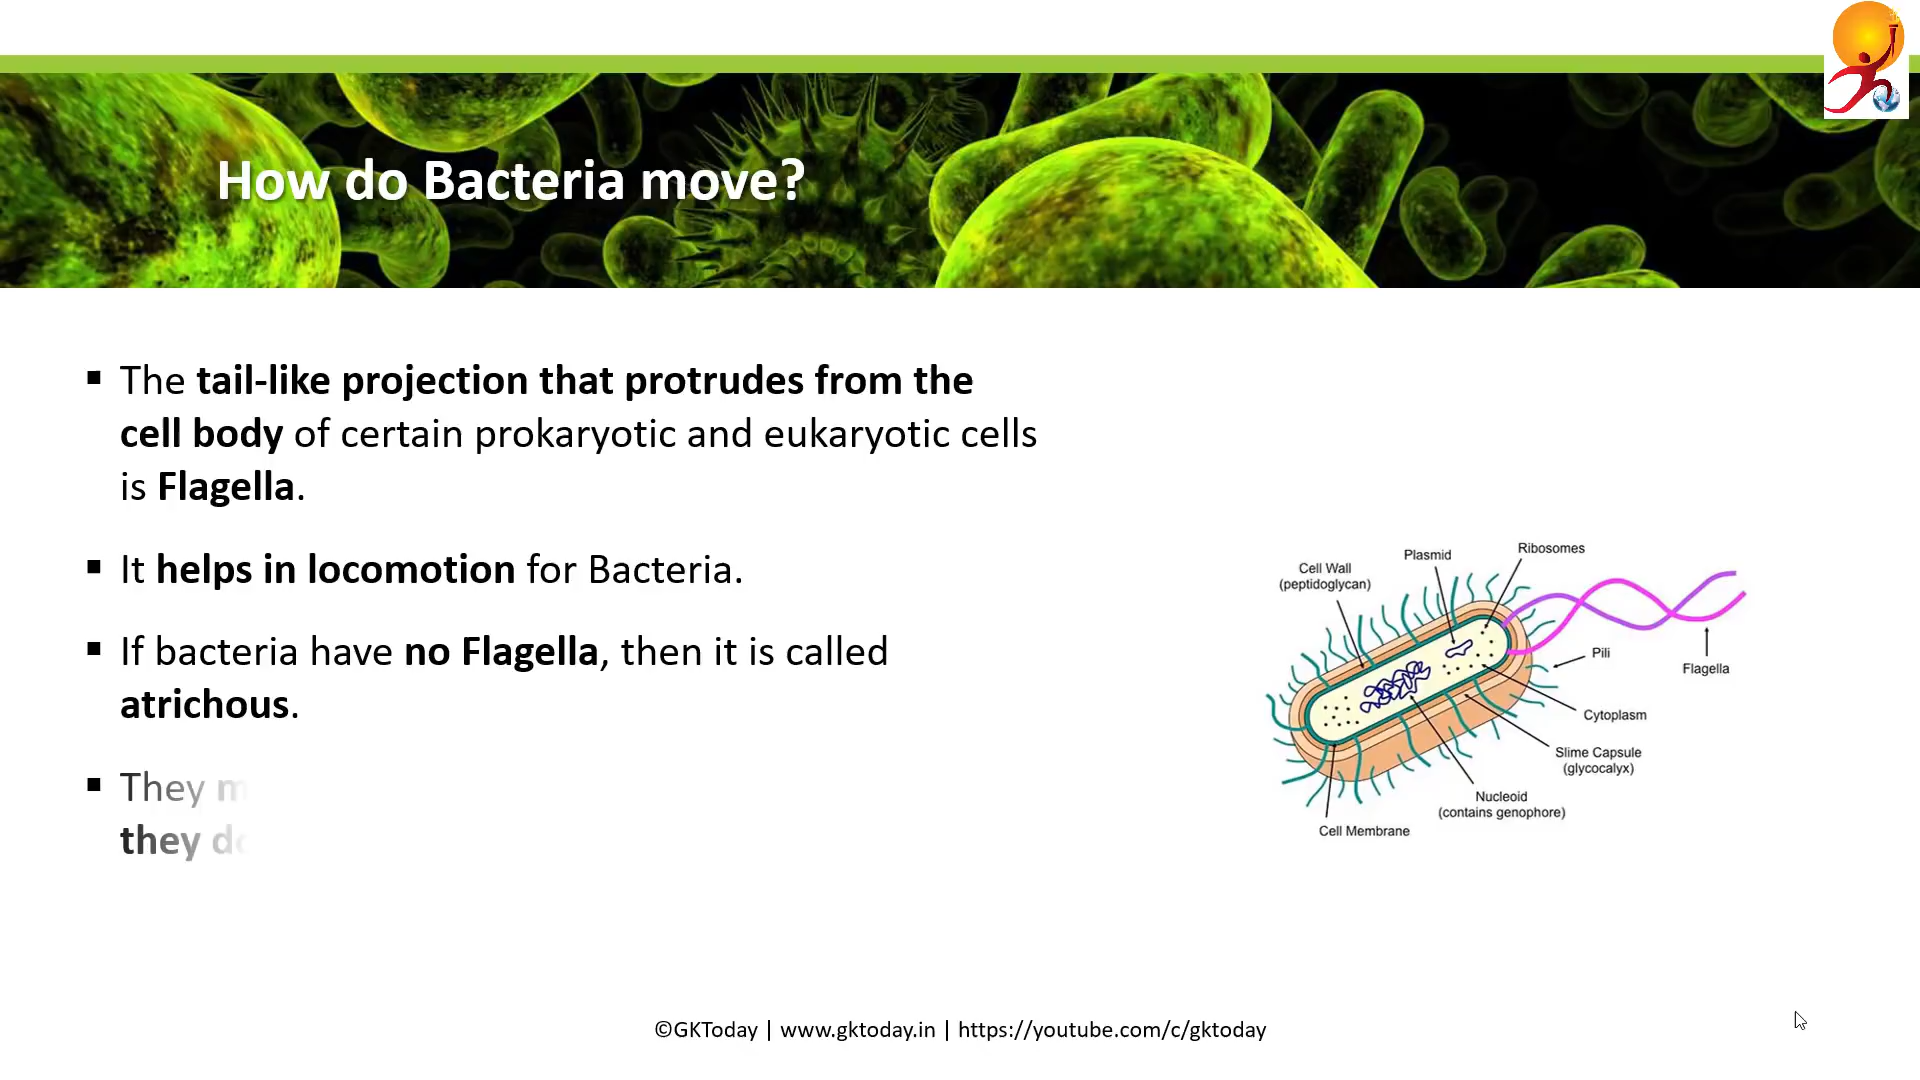 How do Bacteria move?
▪ The tail-like projection that protrudes from the
cell body of certain prokaryotic and eukaryotic cells
is Flagella.
▪ It helps in locomotion for Bacteria.
▪ If bacteria have no Flagella, then it is called
atrichous.
▪ They
they
Plasmid
Ribosomes
Cell Wall
(peptidoglycan)
Pili
Flagella
Cytoplasm
Slime Capsule
(glycocalyx)
Nucleoid
(contains genophore)
Cell Membrane
©GKToday | www.gktoday.in | https://youtube.com/c/gktoday